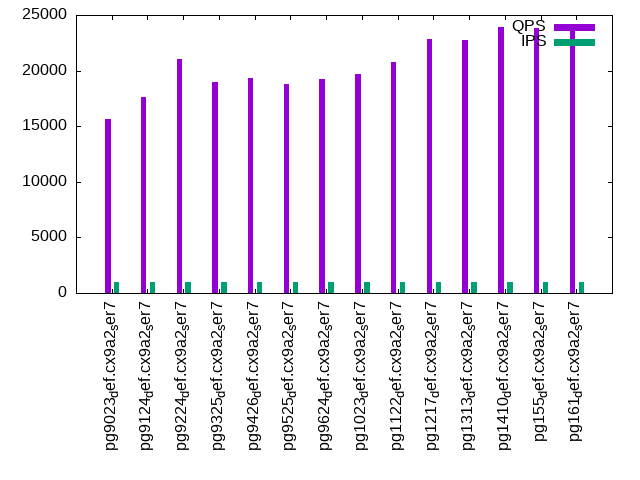 25000
20000
15000
10000
5000
0
QPS
IPS
pg9023def.cx9a2ser7
pg9124def.cx9a2ser7
pg9224def.cx9a2ser7
pg9325def.cx9a2ser7
pg9426def.cx9a2ser7
pg9525def.cx9a2ser7
pg9624def.cx9a2ser7
pg1023def.cx9a2ser7
pg1122def.cx9a2ser7
pg1217def.cx9a2ser7
pg1313def.cx9a2ser7
pg1410def.cx9a2ser7
pg155def.cx9a2ser7
pg161def.cx9a2ser7